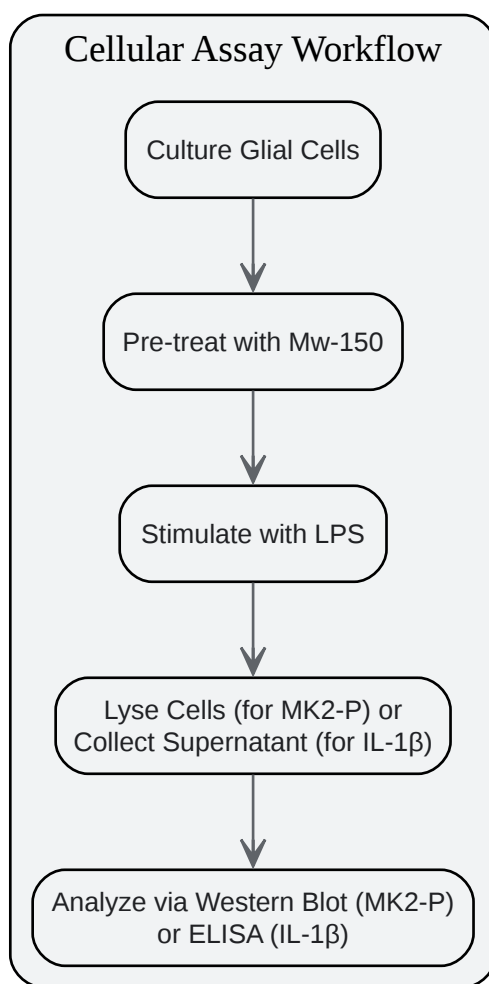 Cellular Assay Workflow
Culture Glial Cells
Pre-treat with Mw-150
Stimulate with LPS
Lyse Cells (for MK2-P) or
Collect Supernatant (for IL-1β)
Analyze via Western Blot (MK2-P)
or ELISA (IL-1β)